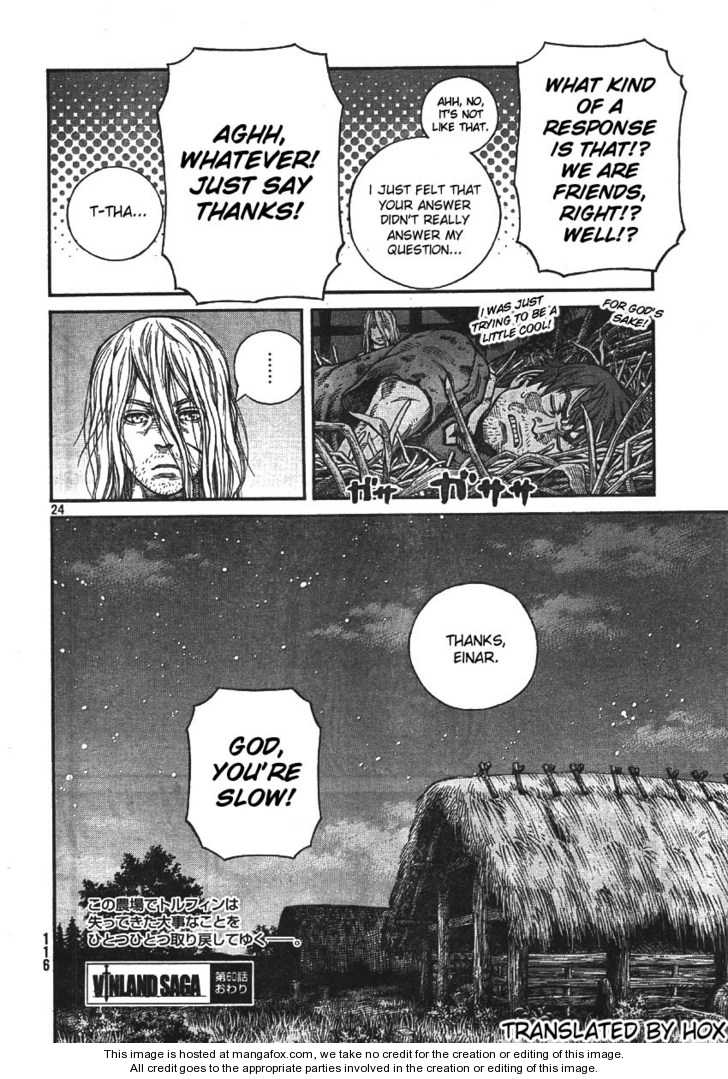 WHAT KIND
OF A
RESPONSE
IS THAT!?
WE ARE
FRIENDS,
RIGHT!?
WELL!?
AHH, NO,
IT'S NOT
LIKE THAT.
I JUST FELT THAT
YOUR ANSWER
DIDN'T REALLY
ANSWER MY
QUESTION...
AGHH,
WHATEVER!
JUST SAY
THANKS!
T-THA...
FOR GOD'S
SAKE!
I WAS JUST
TRYING TO BE A
LITTLE COOL!
ガサ
ガサササ
......
24
THANKS,
EINAR.
GOD,
YOU'RE
SLOW!
この農場でトルフィンは
失ってきた大事なことを
ひとつひとつ取り戻してゆく――。
VINLAND SAGA
第60話
おわり
116
TRANSLATED BY HOX
This image is hosted at mangafox.com, we take no credit for the creation or editing of this image.
All credit goes to the appropriate parties involved in the creation or editing of this image.